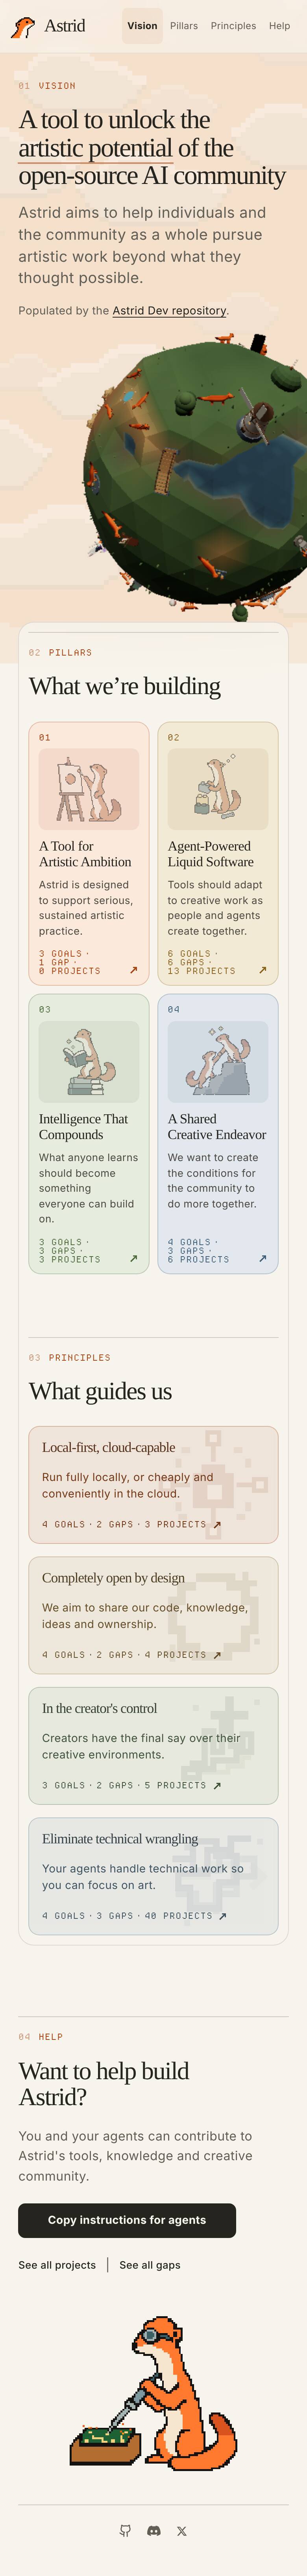 Astrid
Vision
Pillars
Principles
Help
01 VISION
A tool to unlock the
artistic potential of the
open-source AI community
Astrid aims to help individuals and
the community as a whole pursue
artistic work beyond what they
thought possible.
Populated by the Astrid Dev repository.
02 PILLARS
What we’re building
01
A Tool for
Artistic Ambition
Astrid is designed
to support serious,
sustained artistic
practice.
3 GOALS ·
1 GAP ·
0 PROJECTS ↗
02
Agent-Powered
Liquid Software
Tools should adapt
to creative work as
people and agents
create together.
6 GOALS ·
6 GAPS ·
13 PROJECTS ↗
03
Intelligence That
Compounds
What anyone learns
should become
something
everyone can build
on.
3 GOALS ·
3 GAPS ·
3 PROJECTS ↗
04
A Shared
Creative Endeavor
We want to create
the conditions for
the community to
do more together.
4 GOALS ·
3 GAPS ·
6 PROJECTS ↗
03 PRINCIPLES
What guides us
Local-first, cloud-capable
Run fully locally, or cheaply and
conveniently in the cloud.
4 GOALS · 2 GAPS · 3 PROJECTS ↗
Completely open by design
We aim to share our code, knowledge,
ideas and ownership.
4 GOALS · 2 GAPS · 4 PROJECTS ↗
In the creator's control
Creators have the final say over their
creative environments.
3 GOALS · 2 GAPS · 5 PROJECTS ↗
Eliminate technical wrangling
Your agents handle technical work so
you can focus on art.
4 GOALS · 3 GAPS · 40 PROJECTS ↗
04 HELP
Want to help build
Astrid?
You and your agents can contribute to
Astrid's tools, knowledge and creative
community.
Copy instructions for agents
See all projects
See all gaps